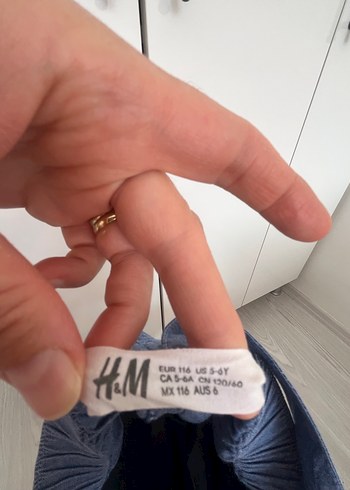 H&M
EUR 116 US 5-6Y
CA 5-6A CN 120/60
MX 116 AUS 6